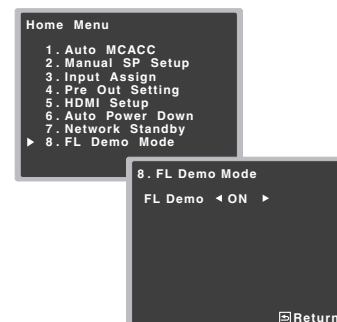 Home Menu
1. Auto MCACC
2. Manual SP Setup
3. Input Assign
4. Pre Out Setting
5. HDMI Setup
6. Auto Power Down
7. Network Standby
▶ 8. FL Demo Mode
8. FL Demo Mode
FL Demo ◀ ON ▶
Return